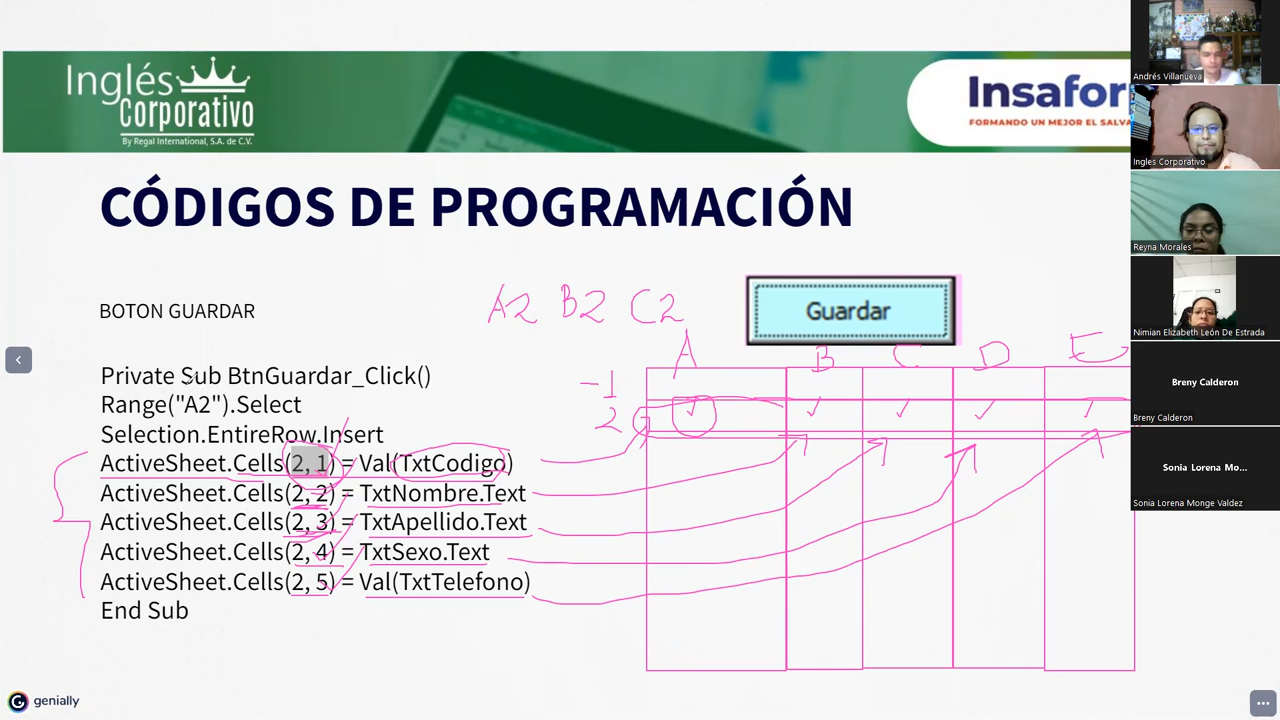 Inglés
Corporativo
By Regal International, S.A. de C.V.
Insafor
FORMANDO UN MEJOR EL SALVA
CÓDIGOS DE PROGRAMACIÓN
BOTON GUARDAR
A2 B2 C2
Guardar
A B C D E
-1
2
Private Sub BtnGuardar_Click()
Range("A2").Select
Selection.EntireRow.Insert
ActiveSheet.Cells(2, 1) = Val(TxtCodigo)
ActiveSheet.Cells(2, 2) = TxtNombre.Text
ActiveSheet.Cells(2, 3) = TxtApellido.Text
ActiveSheet.Cells(2, 4) = TxtSexo.Text
ActiveSheet.Cells(2, 5) = Val(TxtTelefono)
End Sub
genially
Andrés Villanueva
Ingles Corporativo
Reyna Morales
Nimian Elizabeth León De Estrada
Breny Calderon
Breny Calderon
Sonia Lorena Mo...
Sonia Lorena Monge Valdez